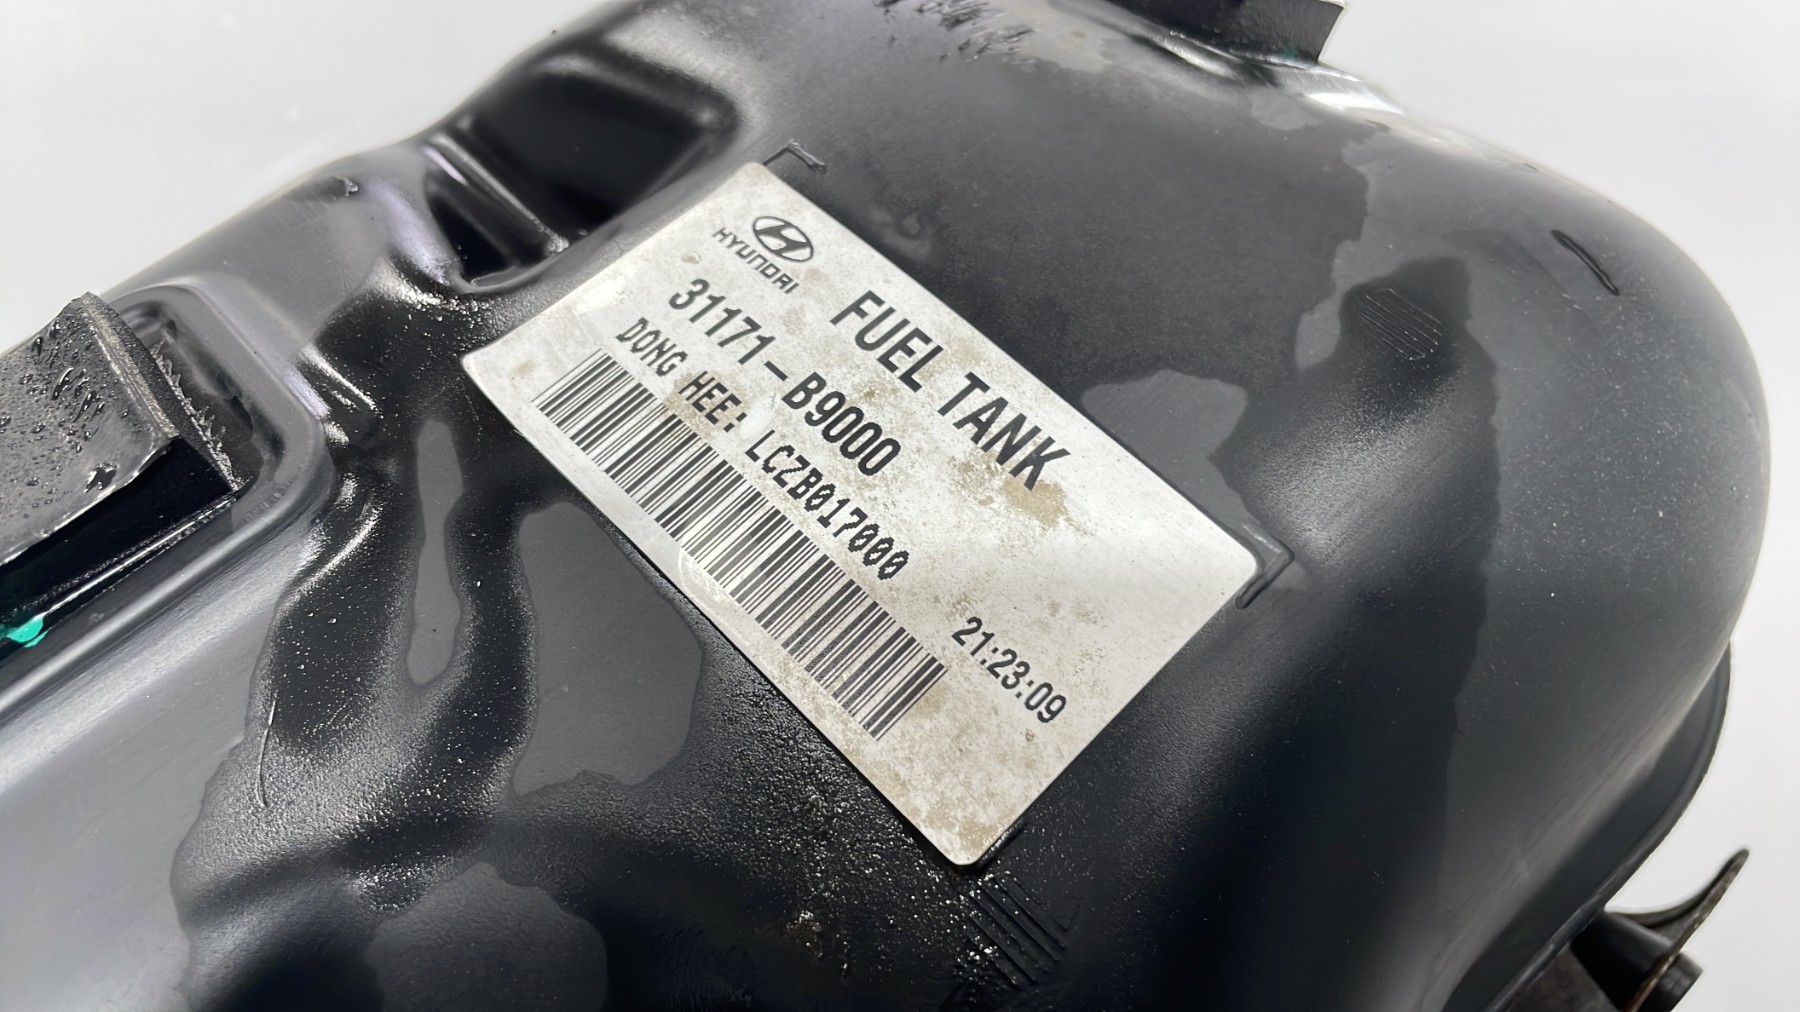 HYUNDAI
FUEL TANK
31171-B9000
DONG HEE: LCZB017000
21:23:09